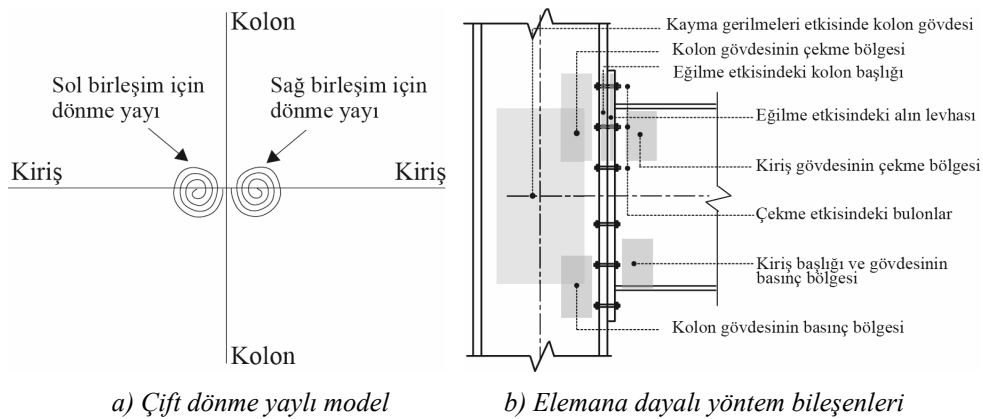 Kolon
Sol birleşim için
dönme yayı
Sağ birleşim için
dönme yayı
Kiriş
Kiriş
Kolon
a) Çift dönme yaylı model
Kayma gerilmeleri etkisinde kolon gövdesi
Kolon gövdesinin çekme bölgesi
Eğilme etkisindeki kolon başlığı
Eğilme etkisindeki alın levhası
Kiriş gövdesinin çekme bölgesi
Çekme etkisindeki bulonlar
Kiriş başlığı ve gövdesinin
basınç bölgesi
Kolon gövdesinin basınç bölgesi
b) Elemana dayalı yöntem bileşenleri